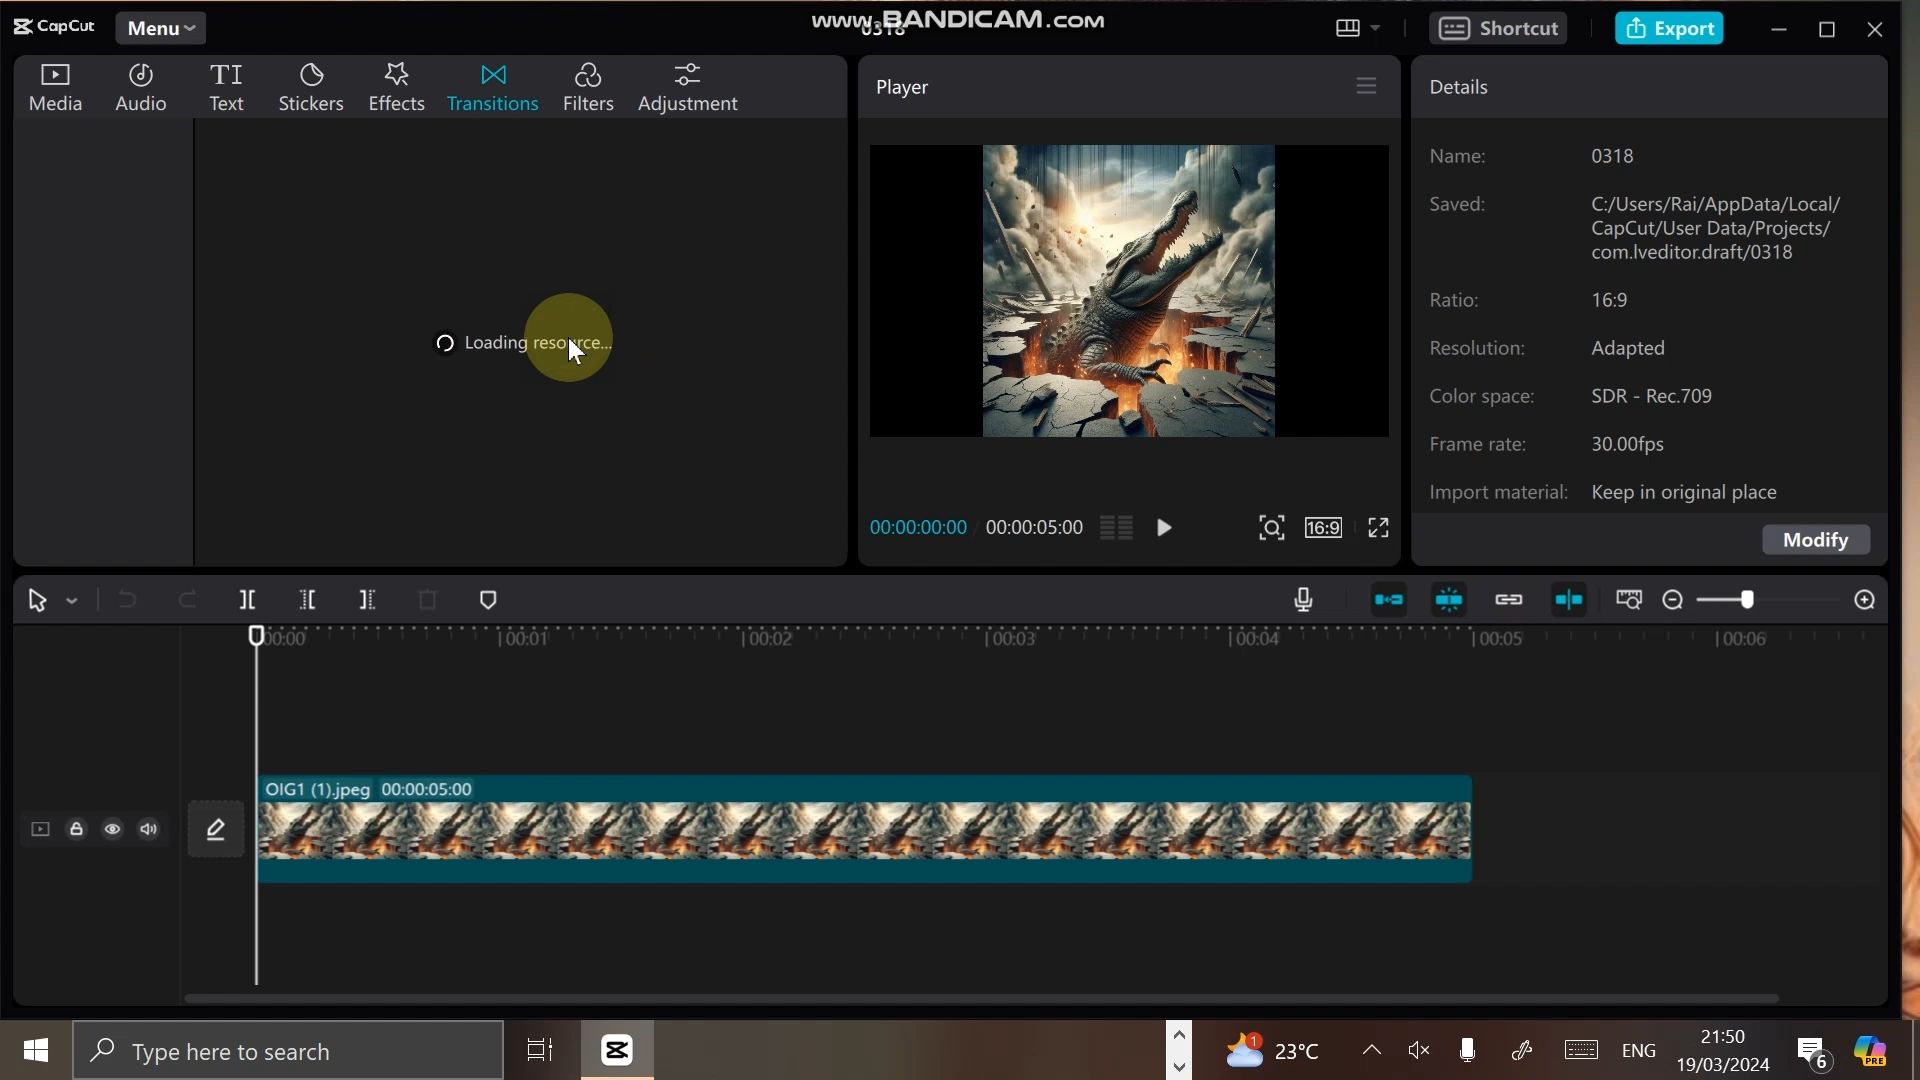 CapCut
Menu
www.BANDICAM.com
0318
Shortcut
Export
Media
Audio
Text
Stickers
Effects
Transitions
Filters
Adjustment
Loading resource...
Player
00:00:00:00
00:00:05:00
16:9
Details
Name: 0318
Saved: C:/Users/Rai/AppData/Local/
CapCut/User Data/Projects/
com.lveditor.draft/0318
Ratio: 16:9
Resolution: Adapted
Color space: SDR - Rec.709
Frame rate: 30.00fps
Import material: Keep in original place
Modify
00:00 00:01 00:02 00:03 00:04 00:05 00:06
OIG1 (1).jpeg 00:00:05:00
Type here to search
1
23°C
ENG
21:50
19/03/2024
6
PRE